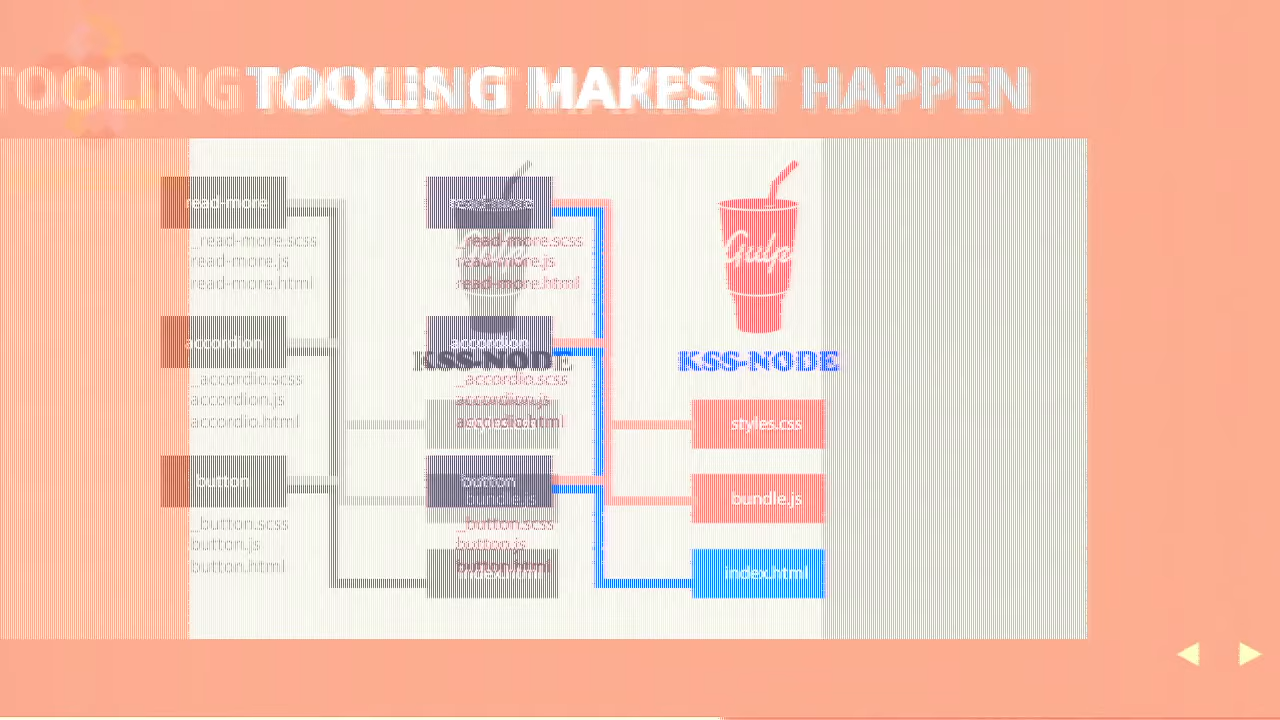 TOOLING MAKES IT HAPPEN
read-more
_read-more.scss
read-more.js
read-more.html
accordion
_accordio.scss
accordion.js
accordio.html
button
_button.scss
button.js
button.html
Gulp
KSS-NODE
styles.css
bundle.js
index.html